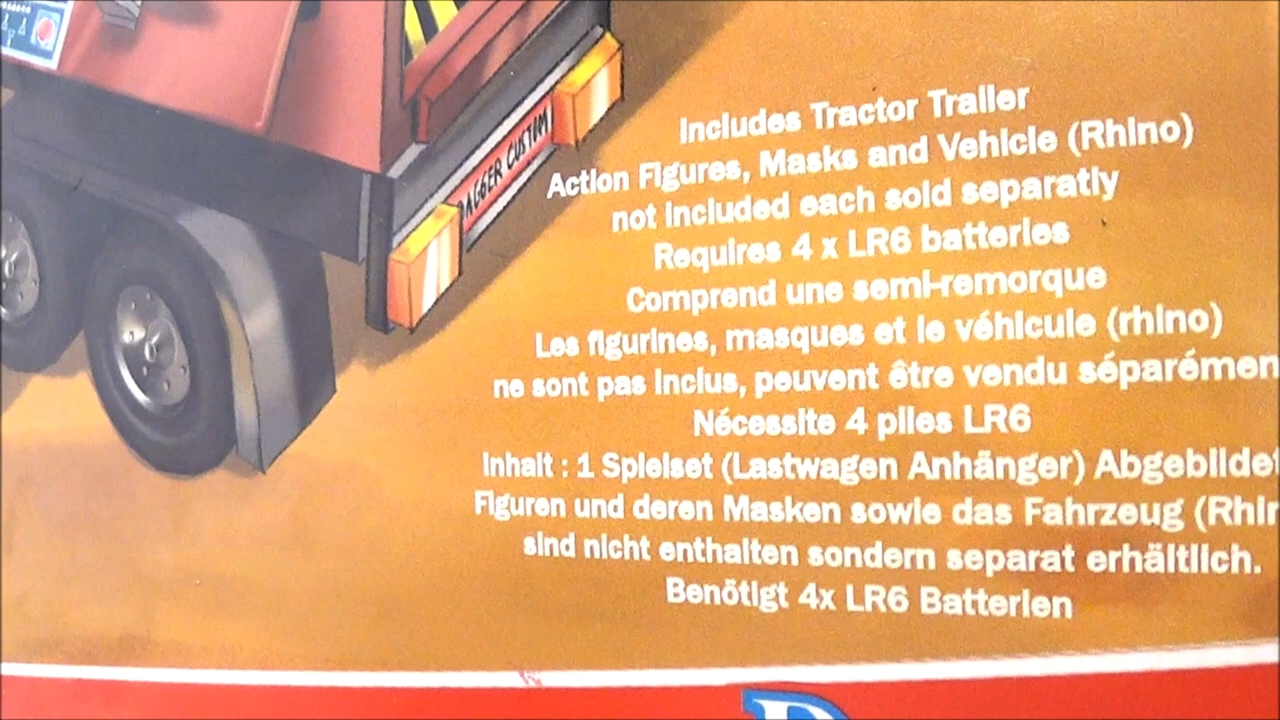 DAGGER CUSTOM
Includes Tractor Trailer
Action Figures, Masks and Vehicle (Rhino)
not included each sold separatly
Requires 4 x LR6 batteries
Comprend une semi-remorque
Les figurines, masques et le véhicule (rhino)
ne sont pas inclus, peuvent être vendu séparémen
Nécessite 4 piles LR6
Inhalt : 1 Spielset (Lastwagen Anhänger) Abgebildet
Figuren und deren Masken sowie das Fahrzeug (Rhin
sind nicht enthalten sondern separat erhältlich.
Benötigt 4x LR6 Batterien